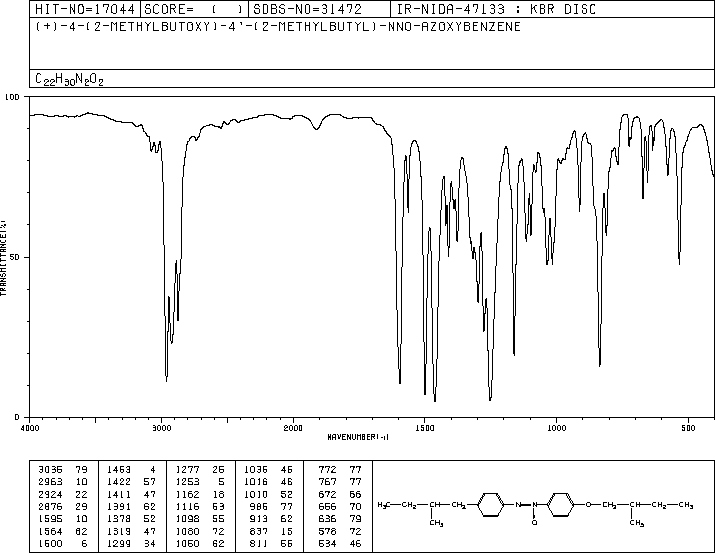 HIT-NO=17044 SCORE= ( ) SDBS-NO=31472 IR-NIDA-47133 : KBR DISC
(+)-4-(2-METHYLBUTOXY)-4'-(2-METHYLBUTYL)-NNO-AZOXYBENZENE
C22H30N2O2
100
50
0
TRANSMITTANCE(%)
4000 3000 2000 1500 1000 500
WAVENUMBER(-1)
3036 79 1463 4 1277 26 1036 46 772 77
2963 10 1422 57 1253 5 1016 46 767 77
2924 22 1411 47 1162 18 1010 52 672 66
2876 29 1391 62 1116 53 986 77 656 70
1595 10 1378 52 1098 55 913 62 636 79
1564 62 1319 47 1080 72 837 15 578 72
1500 6 1299 34 1050 62 811 55 534 46
H3C—CH2—CH—CH2 N N O—CH2—CH—CH2—CH3
CH3 O CH3